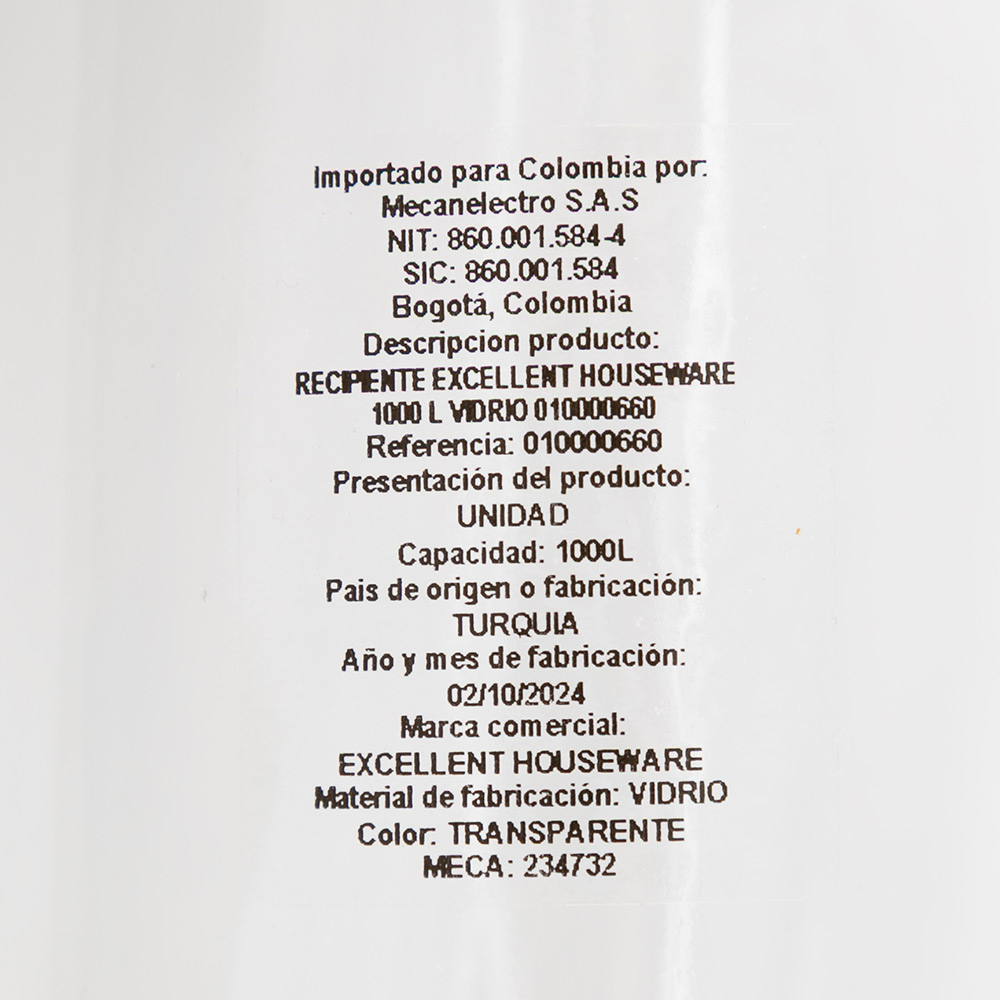 Importado para Colombia por:
Mecanelectro S.A.S
NIT: 860.001.584-4
SIC: 860.001.584
Bogotá, Colombia
Descripcion producto:
RECIPIENTE EXCELLENT HOUSEWARE
1000 L VIDRIO 010000660
Referencia: 010000660
Presentación del producto:
UNIDAD
Capacidad: 1000L
Pais de origen o fabricación:
TURQUIA
Año y mes de fabricación:
02/10/2024
Marca comercial:
EXCELLENT HOUSEWARE
Material de fabricación: VIDRIO
Color: TRANSPARENTE
MECA: 234732